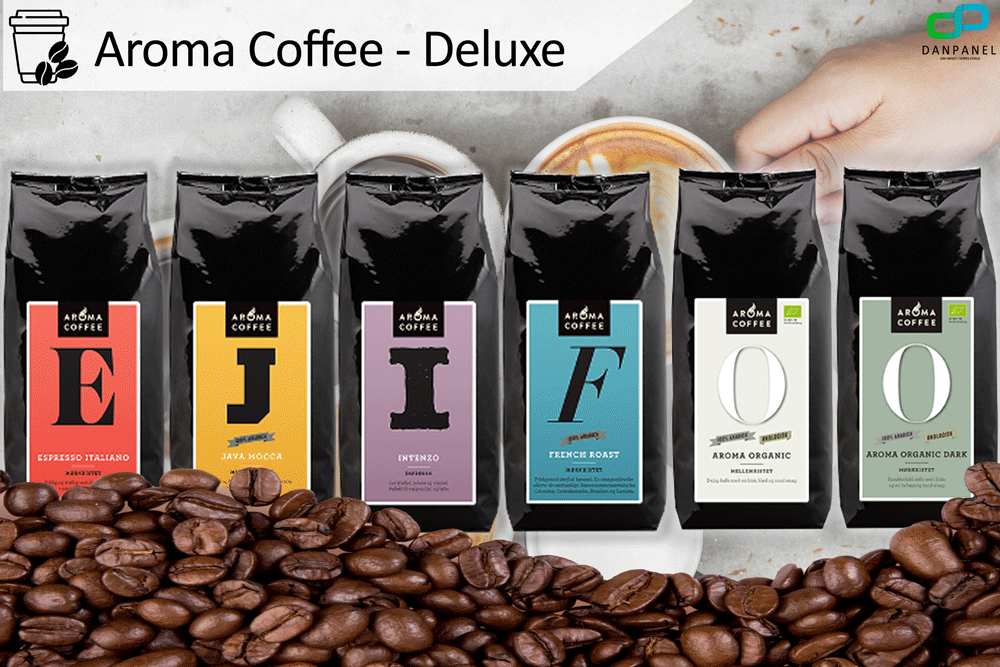 Aroma Coffee - Deluxe
DANPANEL
AROMA
COFFEE
E
ESPRESSO ITALIANO
MØRKRISTET
AROMA
COFFEE
J
100% ARABICA
JAVA MOCCA
MØRKRISTET
AROMA
COFFEE
I
INTENZO
ESPRESSO
AROMA
COFFEE
F
100% ARABICA
FRENCH ROAST
MØRKRISTET
AROMA
COFFEE
O
100% ARABICA ØKOLOGISK
AROMA ORGANIC
MELLEMRISTET
AROMA
COFFEE
O
100% ARABICA ØKOLOGISK
AROMA ORGANIC DARK
MØRKRISTET